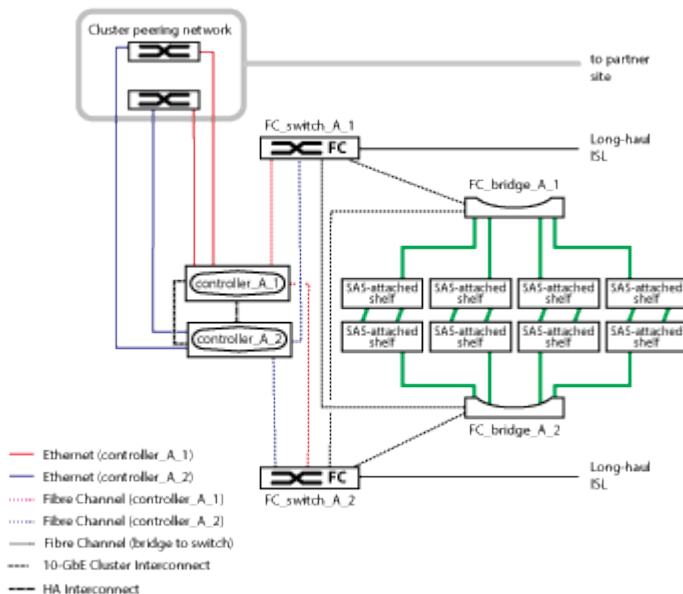 Cluster peering network
to partner
site
FC_switch_A_1
FC
Long-haul
ISL
FC_bridge_A_1
controller_A_1
controller_A_2
SAS-attached
shelf
SAS-attached
shelf
SAS-attached
shelf
SAS-attached
shelf
SAS-attached
shelf
SAS-attached
shelf
SAS-attached
shelf
SAS-attached
shelf
FC_bridge_A_2
FC
FC_switch_A_2
Long-haul
ISL
Ethernet (controller_A_1)
Ethernet (controller_A_2)
Fibre Channel (controller_A_1)
Fibre Channel (controller_A_2)
Fibre Channel (bridge to switch)
10-GbE Cluster Interconnect
HA Interconnect